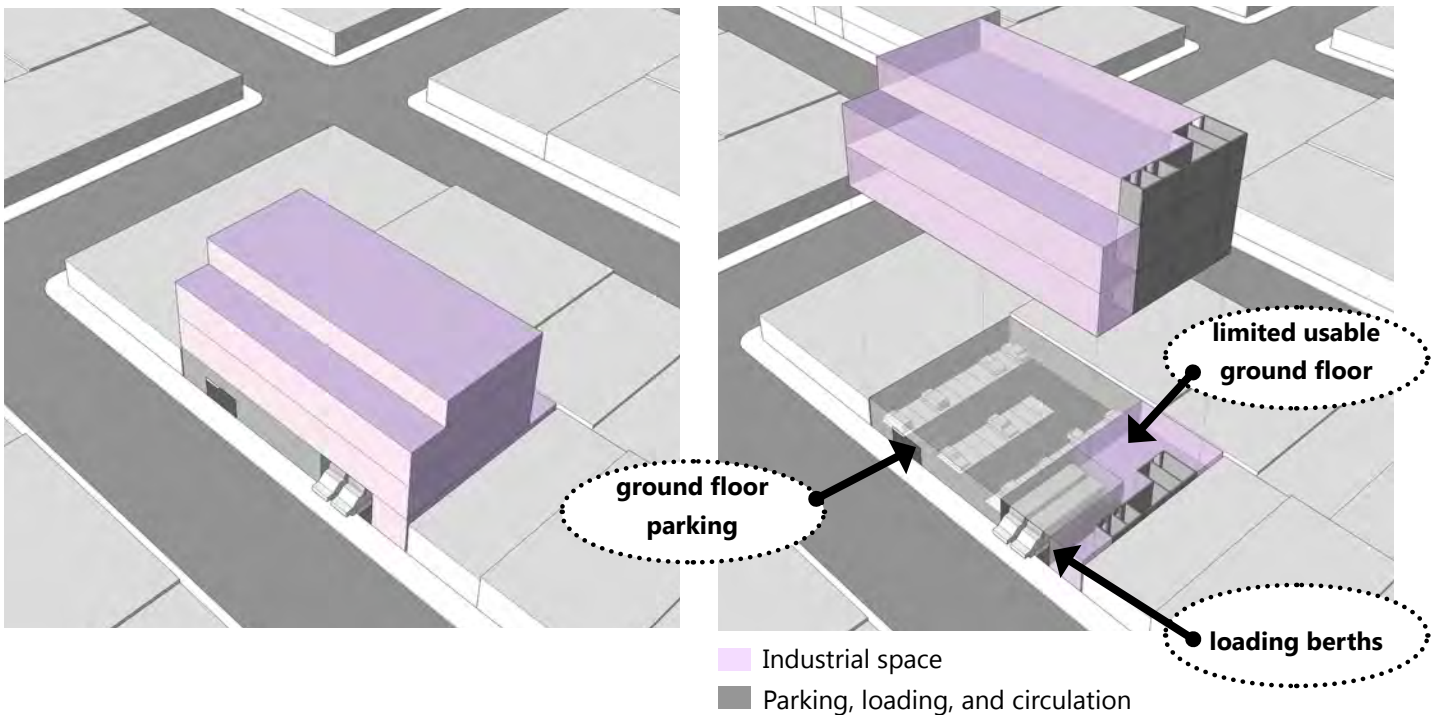 limited usable
ground floor
ground floor
parking
loading berths
Industrial space
Parking, loading, and circulation